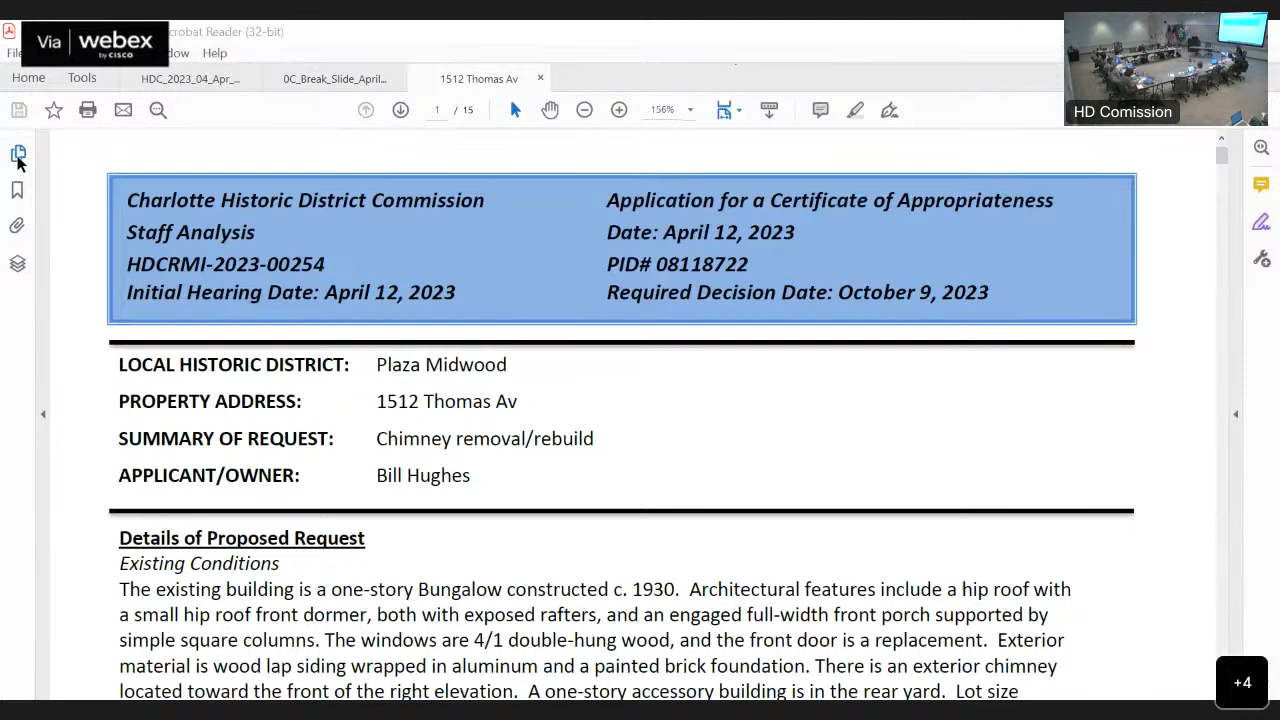 Via webex
by CISCO
crobat Reader (32-bit)
File
dow Help
Home Tools HDC_2023_04_Apr_... 0C_Break_Slide_April... 1512 Thomas Av ×
1 / 15 156%
HD Comission
Charlotte Historic District Commission
Application for a Certificate of Appropriateness
Staff Analysis
Date: April 12, 2023
HDCRMI-2023-00254
PID# 08118722
Initial Hearing Date: April 12, 2023
Required Decision Date: October 9, 2023
LOCAL HISTORIC DISTRICT: Plaza Midwood
PROPERTY ADDRESS: 1512 Thomas Av
SUMMARY OF REQUEST: Chimney removal/rebuild
APPLICANT/OWNER: Bill Hughes
Details of Proposed Request
Existing Conditions
The existing building is a one-story Bungalow constructed c. 1930. Architectural features include a hip roof with
a small hip roof front dormer, both with exposed rafters, and an engaged full-width front porch supported by
simple square columns. The windows are 4/1 double-hung wood, and the front door is a replacement. Exterior
material is wood lap siding wrapped in aluminum and a painted brick foundation. There is an exterior chimney
located toward the front of the right elevation. A one-story accessory building is in the rear yard. Lot size
+4